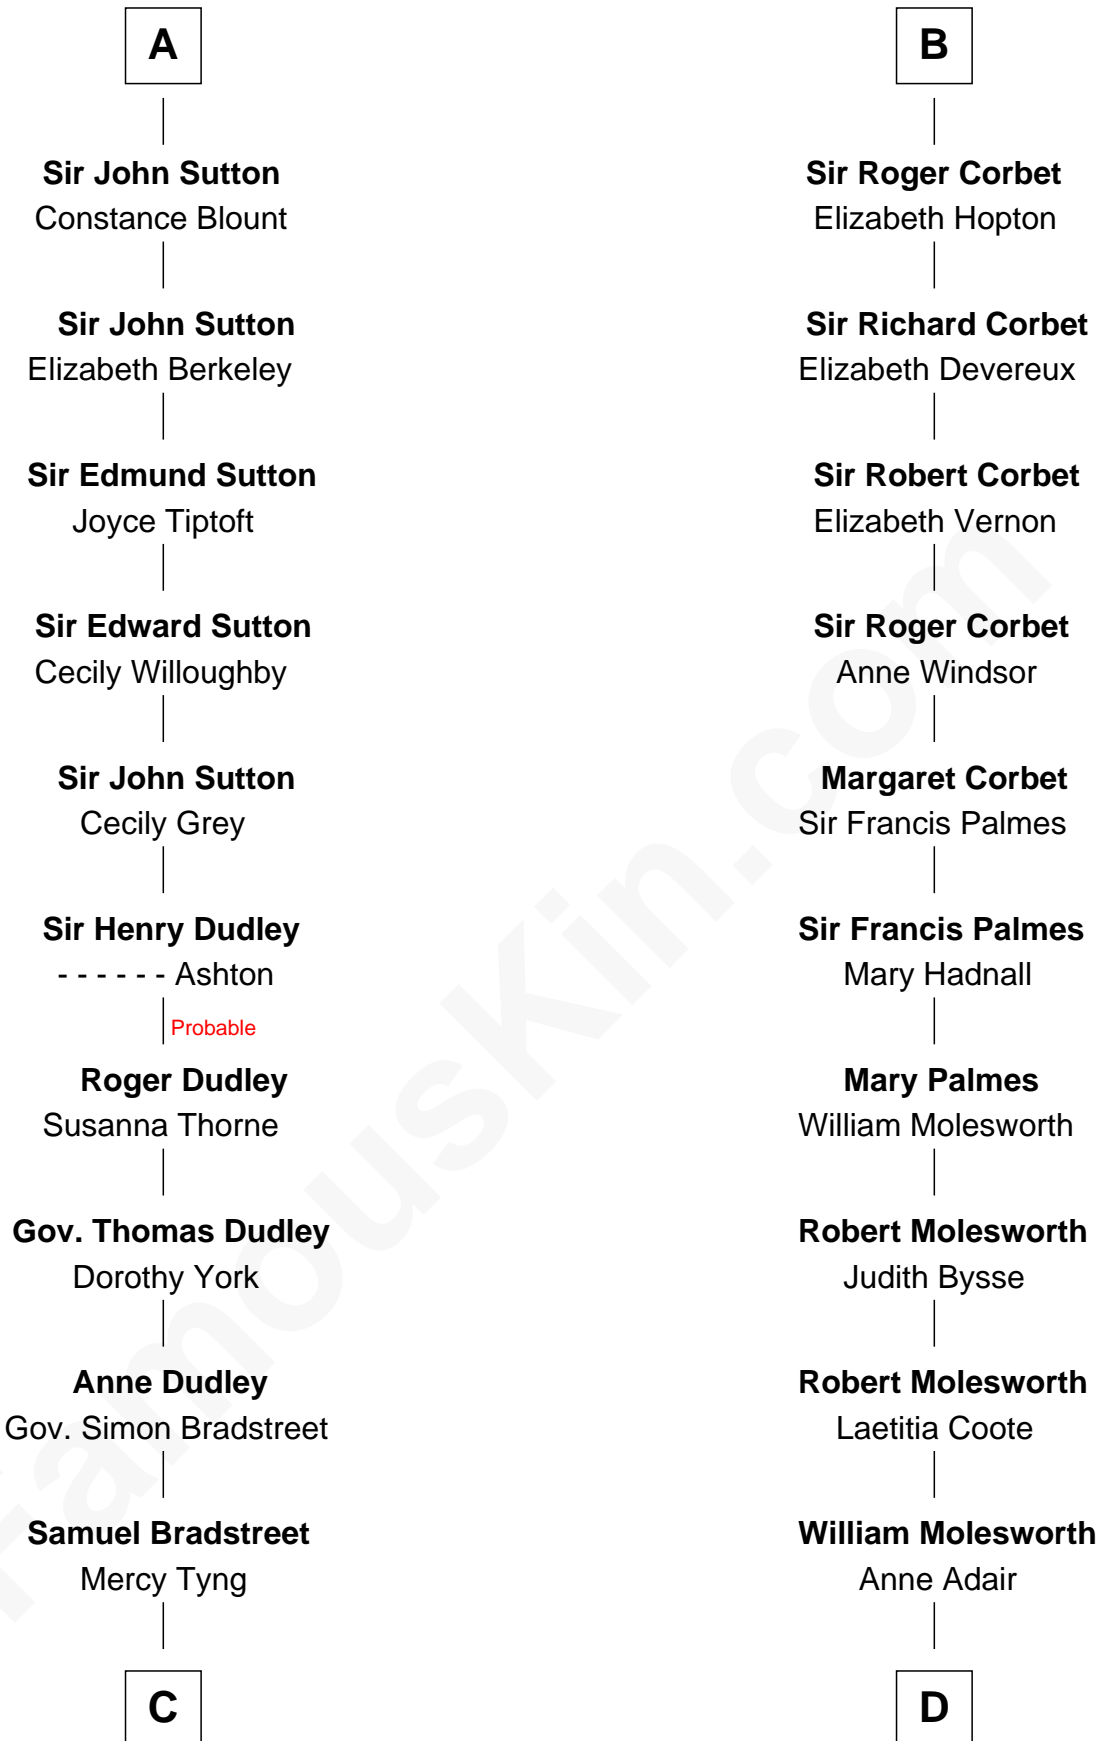 A
Sir John Sutton
Constance Blount
Sir John Sutton
Elizabeth Berkeley
Sir Edmund Sutton
Joyce Tiptoft
Sir Edward Sutton
Cecily Willoughby
Sir John Sutton
Cecily Grey
Sir Henry Dudley
- - - - - - Ashton
Probable
Roger Dudley
Susanna Thorne
Gov. Thomas Dudley
Dorothy York
Anne Dudley
Gov. Simon Bradstreet
Samuel Bradstreet
Mercy Tyng
C
B
Sir Roger Corbet
Elizabeth Hopton
Sir Richard Corbet
Elizabeth Devereux
Sir Robert Corbet
Elizabeth Vernon
Sir Roger Corbet
Anne Windsor
Margaret Corbet
Sir Francis Palmes
Sir Francis Palmes
Mary Hadnall
Mary Palmes
William Molesworth
Robert Molesworth
Judith Bysse
Robert Molesworth
Laetitia Coote
William Molesworth
Anne Adair
D
FamousKin.com